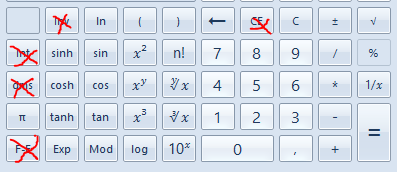 Inv ln ( ) ← CE C ± √
Int sinh sin x² n! 7 8 9 / %
dms cosh cos xʸ ʸ√x 4 5 6 * 1/x
π tanh tan x³ ³√x 1 2 3 - =
F-E Exp Mod log 10ˣ 0 , +